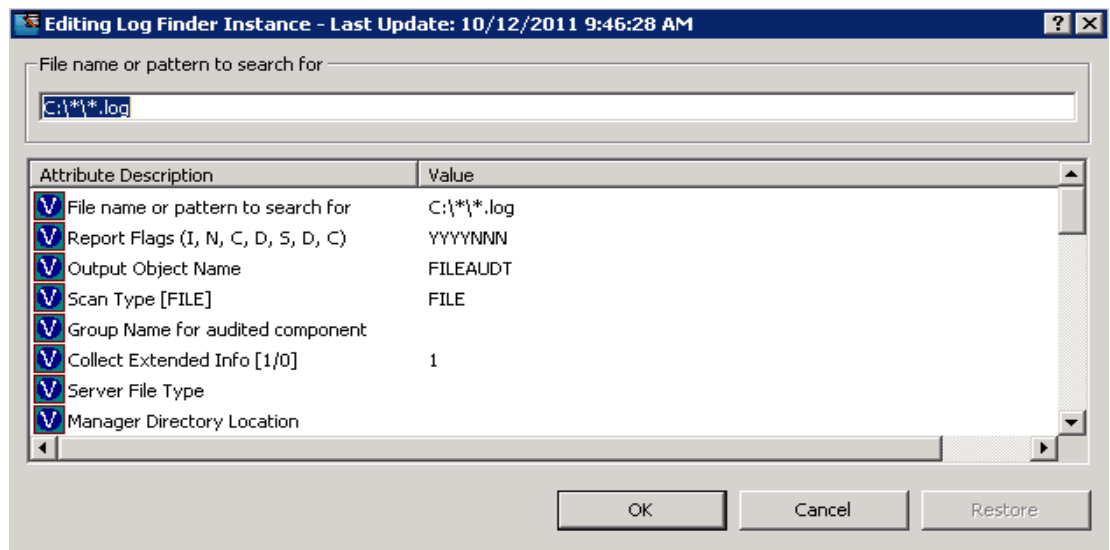 Editing Log Finder Instance - Last Update: 10/12/2011 9:46:28 AM
File name or pattern to search for
C:\*\*.log
Attribute Description Value
V File name or pattern to search for C:\*\*.log
V Report Flags (I, N, C, D, S, D, C) YYYYNNN
V Output Object Name FILEAUDT
V Scan Type [FILE] FILE
V Group Name for audited component
V Collect Extended Info [1/0] 1
V Server File Type
V Manager Directory Location
OK Cancel Restore